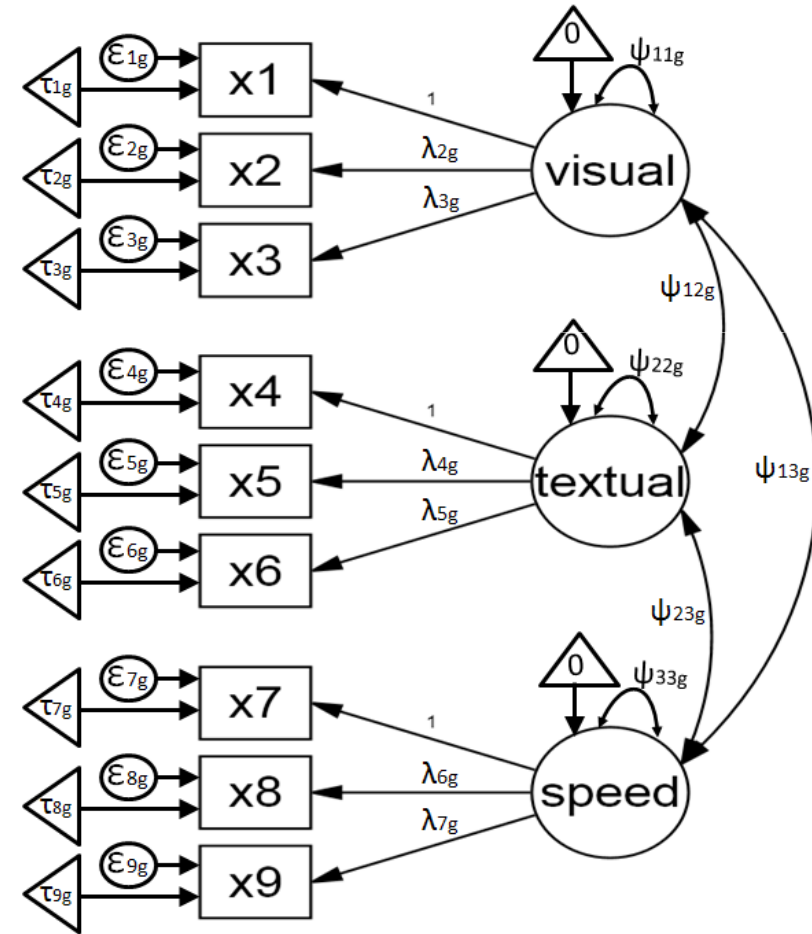 0
ψ11g
ε1g
τ1g
x1
1
ε2g
τ2g
x2
λ2g
visual
λ3g
ε3g
τ3g
x3
ψ12g
0
ψ22g
ε4g
τ4g
x4
1
λ4g
ψ13g
ε5g
τ5g
x5
textual
λ5g
ε6g
τ6g
x6
ψ23g
0
ψ33g
ε7g
τ7g
x7
1
λ6g
ε8g
τ8g
x8
speed
λ7g
ε9g
τ9g
x9